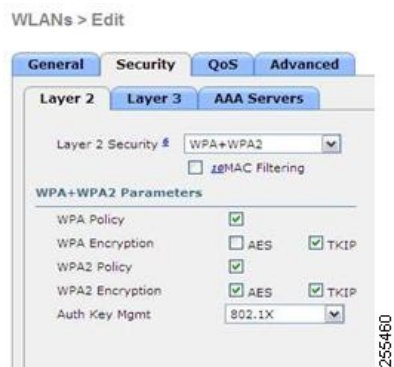 WLANs > Edit
General Security QoS Advanced
Layer 2 Layer 3 AAA Servers
Layer 2 Security 6 WPA+WPA2
10MAC Filtering
WPA+WPA2 Parameters
WPA Policy
WPA Encryption AES TKIP
WPA2 Policy
WPA2 Encryption AES TKIP
Auth Key Mgmt 802.1X
255460